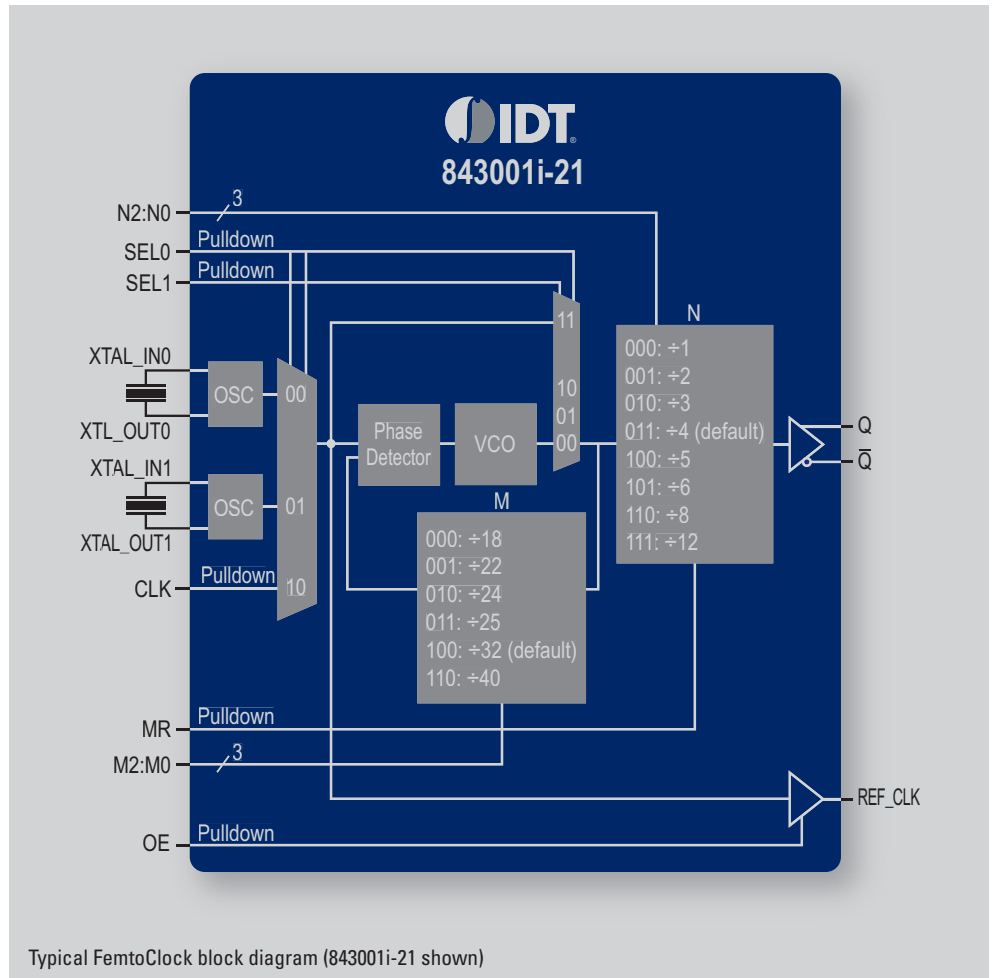 IDT®
843001i-21
N2:N0
3
SEL0
Pulldown
SEL1
Pulldown
11
10
01
00
N
000: ÷1
001: ÷2
010: ÷3
011: ÷4 (default)
100: ÷5
101: ÷6
110: ÷8
111: ÷12
Q
Q̅
XTAL_IN0
XTL_OUT0
OSC
00
XTAL_IN1
XTAL_OUT1
OSC
01
CLK
Pulldown
10
Phase
Detector
VCO
M
000: ÷18
001: ÷22
010: ÷24
011: ÷25
100: ÷32 (default)
110: ÷40
MR
Pulldown
M2:M0
3
REF_CLK
OE
Pulldown
Typical FemtoClock block diagram (843001i-21 shown)